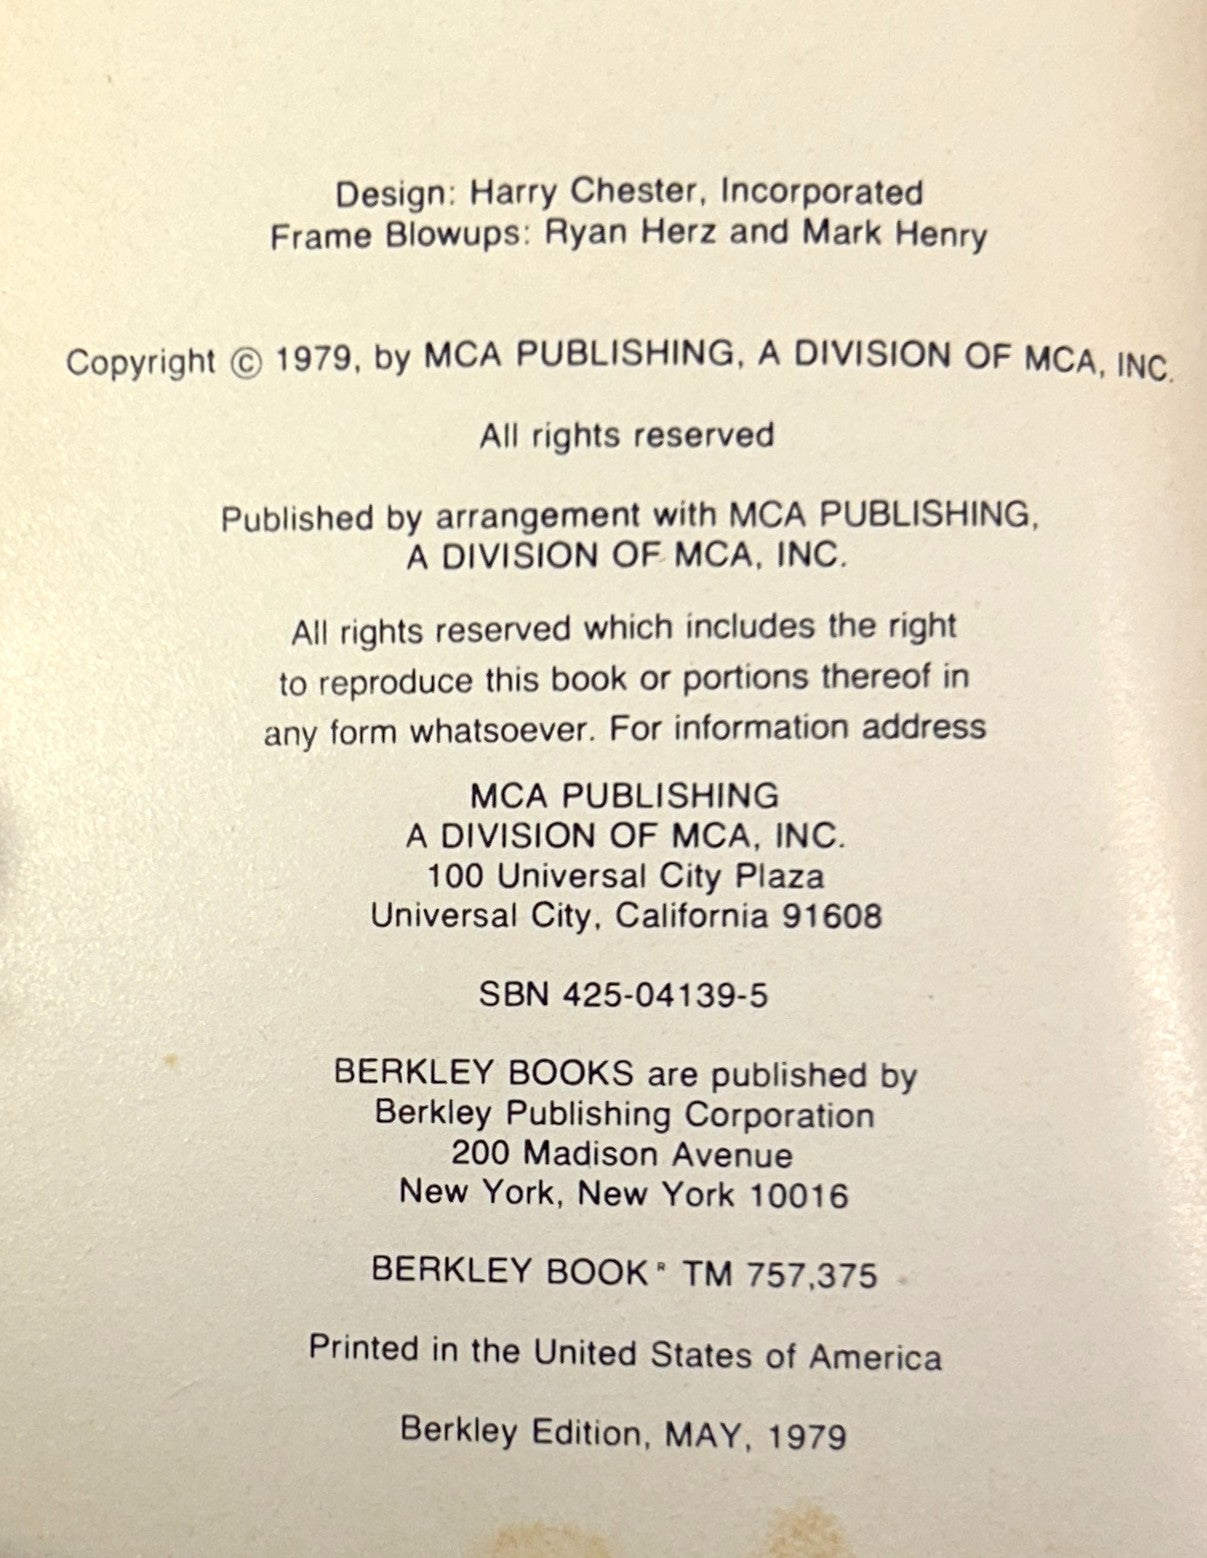 Design: Harry Chester, Incorporated
Frame Blowups: Ryan Herz and Mark Henry
Copyright © 1979, by MCA PUBLISHING, A DIVISION OF MCA, INC.
All rights reserved
Published by arrangement with MCA PUBLISHING,
A DIVISION OF MCA, INC.
All rights reserved which includes the right
to reproduce this book or portions thereof in
any form whatsoever. For information address
MCA PUBLISHING
A DIVISION OF MCA, INC.
100 Universal City Plaza
Universal City, California 91608
SBN 425-04139-5
BERKLEY BOOKS are published by
Berkley Publishing Corporation
200 Madison Avenue
New York, New York 10016
BERKLEY BOOK ᴿ TM 757,375
Printed in the United States of America
Berkley Edition, MAY, 1979